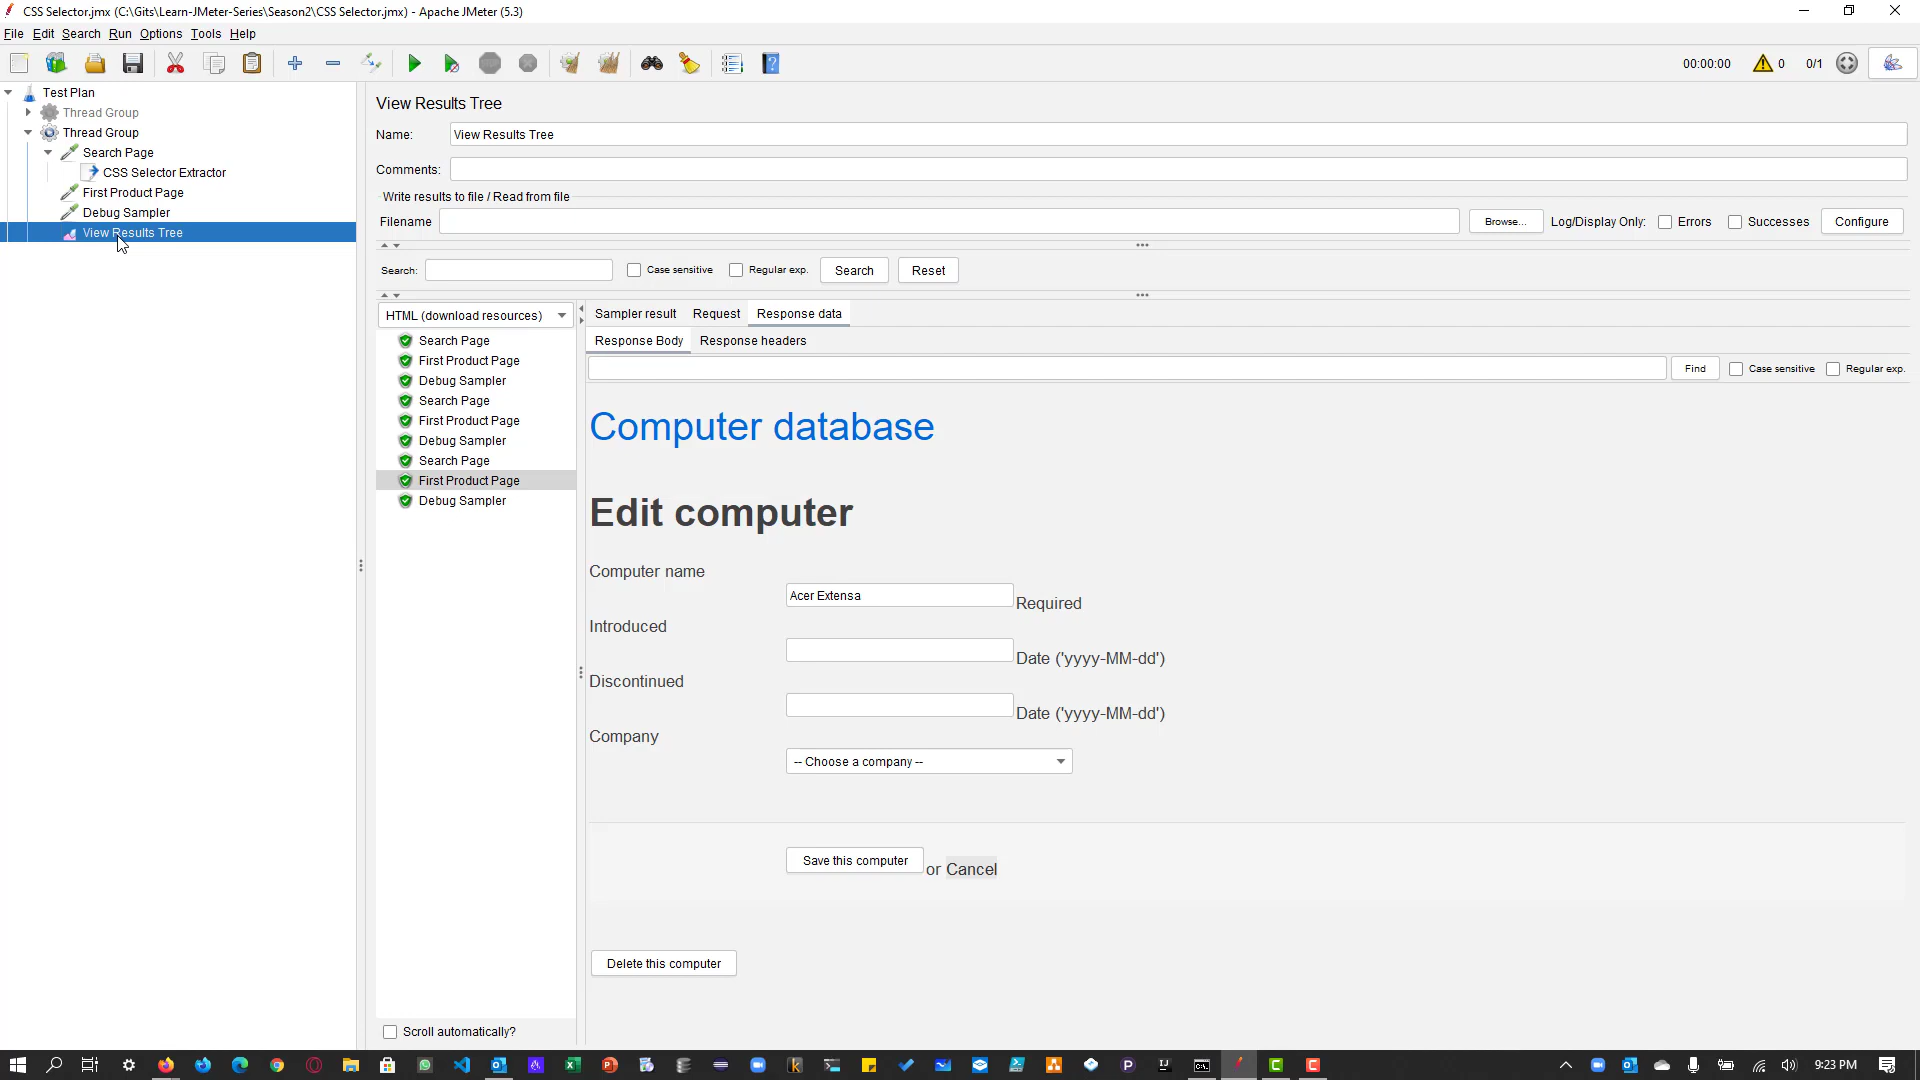 CSS Selector.jmx (C:\Gits\Learn-JMeter-Series\Season2\CSS Selector.jmx) - Apache JMeter (5.3)
File Edit Search Run Options Tools Help
00:00:00 0 0/1
Test Plan
Thread Group
Thread Group
Search Page
CSS Selector Extractor
First Product Page
Debug Sampler
View Results Tree
View Results Tree
Name: View Results Tree
Comments:
Write results to file / Read from file
Filename Browse... Log/Display Only: Errors Successes Configure
Search: Case sensitive Regular exp. Search Reset
HTML (download resources)
Search Page
First Product Page
Debug Sampler
Search Page
First Product Page
Debug Sampler
Search Page
First Product Page
Debug Sampler
Scroll automatically?
Sampler result Request Response data
Response Body Response headers
Find Case sensitive Regular exp.
Computer database
Edit computer
Computer name
Acer Extensa Required
Introduced
Date ('yyyy-MM-dd')
Discontinued
Date ('yyyy-MM-dd')
Company
-- Choose a company --
Save this computer or Cancel
Delete this computer
9:23 PM